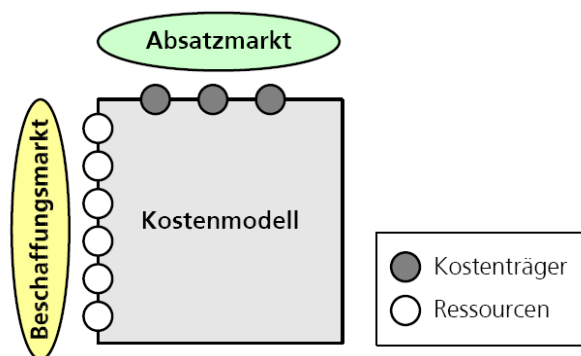 Absatzmarkt
Beschaffungsmarkt
Kostenmodell
Kostenträger
Ressourcen